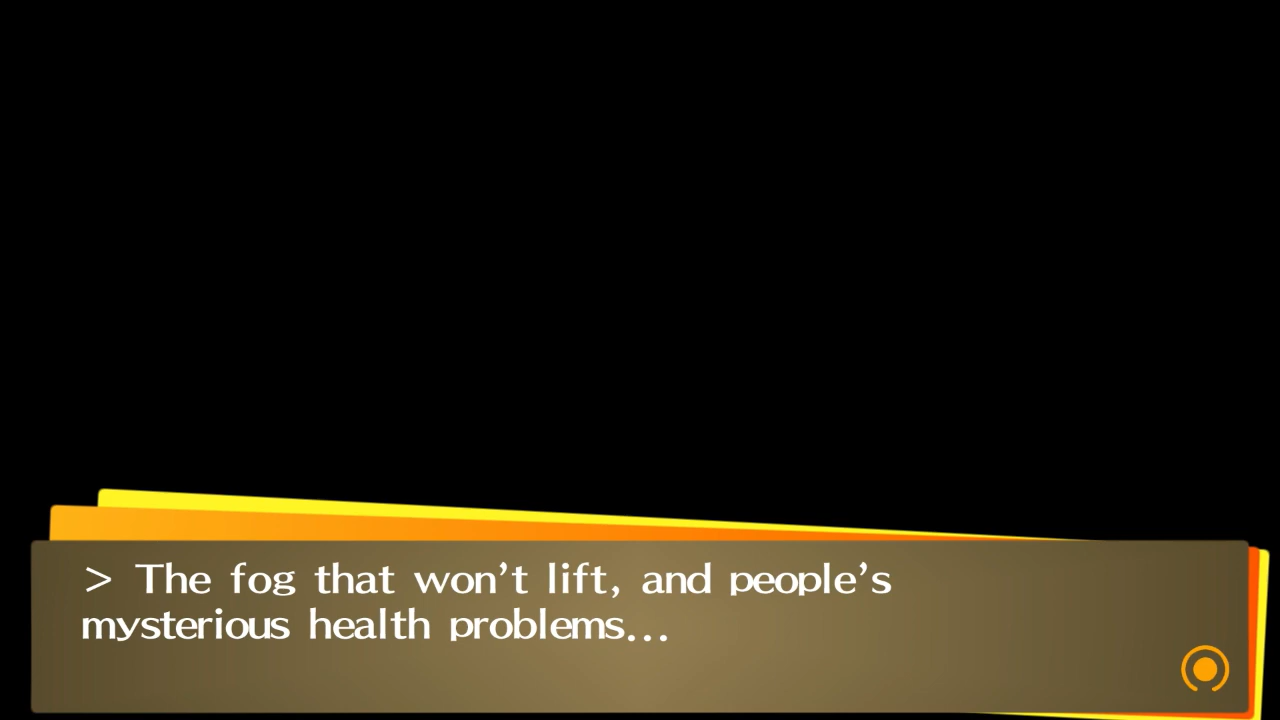 > The fog that won't lift, and people's
mysterious health problems...